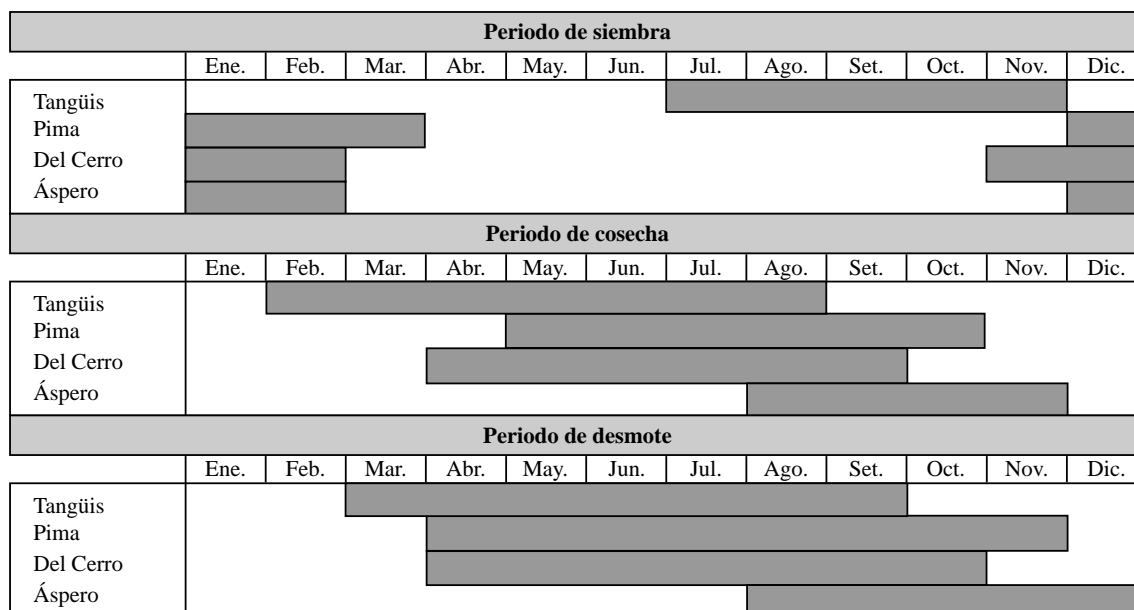 Periodo de siembra
Ene. Feb. Mar. Abr. May. Jun. Jul. Ago. Set. Oct. Nov. Dic.
Tangüis
Pima
Del Cerro
Áspero
Periodo de cosecha
Ene. Feb. Mar. Abr. May. Jun. Jul. Ago. Set. Oct. Nov. Dic.
Tangüis
Pima
Del Cerro
Áspero
Periodo de desmote
Ene. Feb. Mar. Abr. May. Jun. Jul. Ago. Set. Oct. Nov. Dic.
Tangüis
Pima
Del Cerro
Áspero